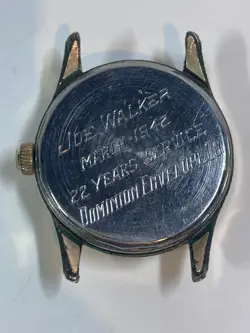 JOE. WALKER
MARCH. 1942
22 YEARS SERVICE
DOMINION ENVELOPE CO